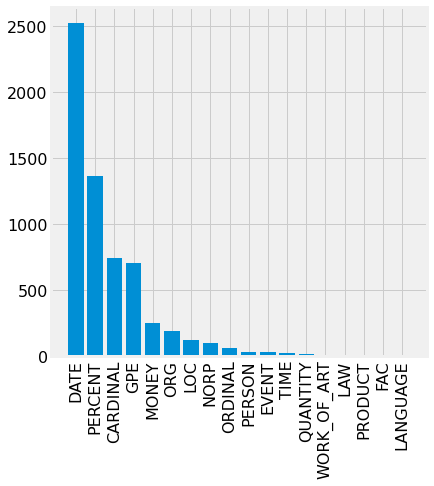 2500
2000
1500
1000
500
0
DATE
PERCENT
CARDINAL
GPE
MONEY
ORG
LOC
NORP
ORDINAL
PERSON
EVENT
TIME
QUANTITY
WORK_OF_ART
LAW
PRODUCT
FAC
LANGUAGE